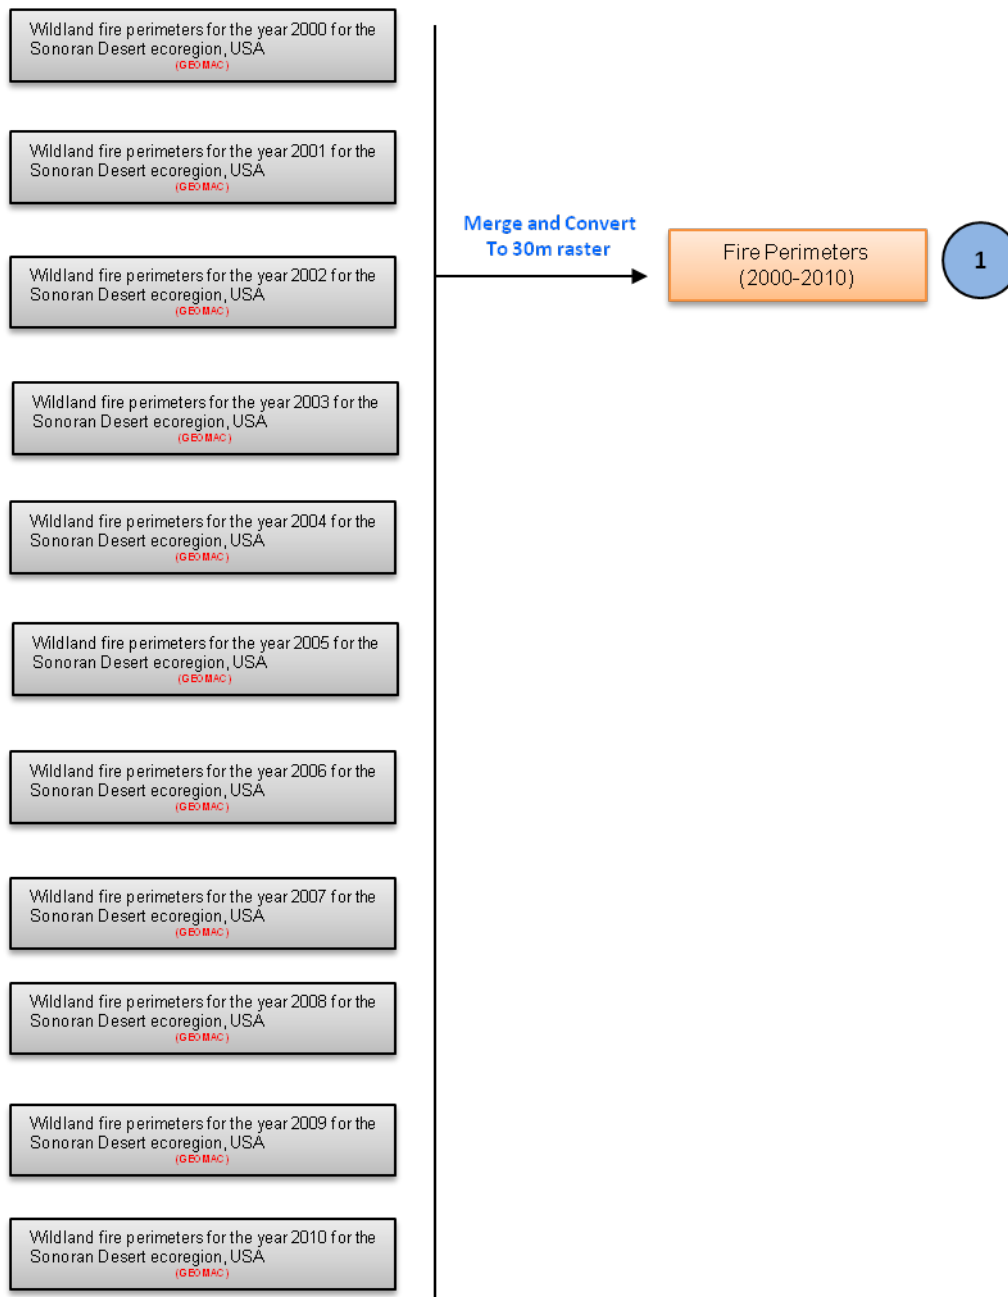 Wildland fire perimeters for the year 2000 for the
Sonoran Desert ecoregion, USA
(GEOMAC)
Wildland fire perimeters for the year 2001 for the
Sonoran Desert ecoregion, USA
(GEOMAC)
Merge and Convert
To 30m raster
Fire Perimeters
(2000-2010)
1
Wildland fire perimeters for the year 2002 for the
Sonoran Desert ecoregion, USA
(GEOMAC)
Wildland fire perimeters for the year 2003 for the
Sonoran Desert ecoregion, USA
(GEOMAC)
Wildland fire perimeters for the year 2004 for the
Sonoran Desert ecoregion, USA
(GEOMAC)
Wildland fire perimeters for the year 2005 for the
Sonoran Desert ecoregion, USA
(GEOMAC)
Wildland fire perimeters for the year 2006 for the
Sonoran Desert ecoregion, USA
(GEOMAC)
Wildland fire perimeters for the year 2007 for the
Sonoran Desert ecoregion, USA
(GEOMAC)
Wildland fire perimeters for the year 2008 for the
Sonoran Desert ecoregion, USA
(GEOMAC)
Wildland fire perimeters for the year 2009 for the
Sonoran Desert ecoregion, USA
(GEOMAC)
Wildland fire perimeters for the year 2010 for the
Sonoran Desert ecoregion, USA
(GEOMAC)